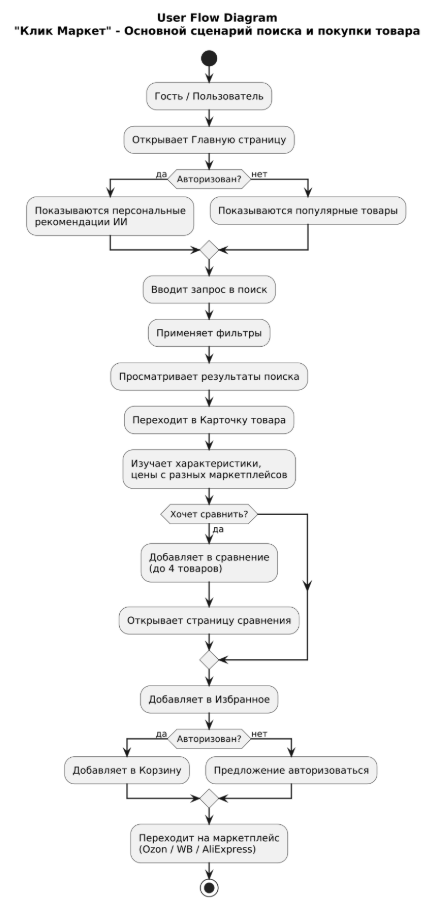 User Flow Diagram
"Клик Маркет" - Основной сценарий поиска и покупки товара
Гость / Пользователь
Открывает Главную страницу
да
Авторизован?
нет
Показываются персональные
рекомендации ИИ
Показываются популярные товары
Вводит запрос в поиск
Применяет фильтры
Просматривает результаты поиска
Переходит в Карточку товара
Изучает характеристики,
цены с разных маркетплейсов
Хочет сравнить?
да
Добавляет в сравнение
(до 4 товаров)
Открывает страницу сравнения
Добавляет в Избранное
да
Авторизован?
нет
Добавляет в Корзину
Предложение авторизоваться
Переходит на маркетплейс
(Ozon / WB / AliExpress)